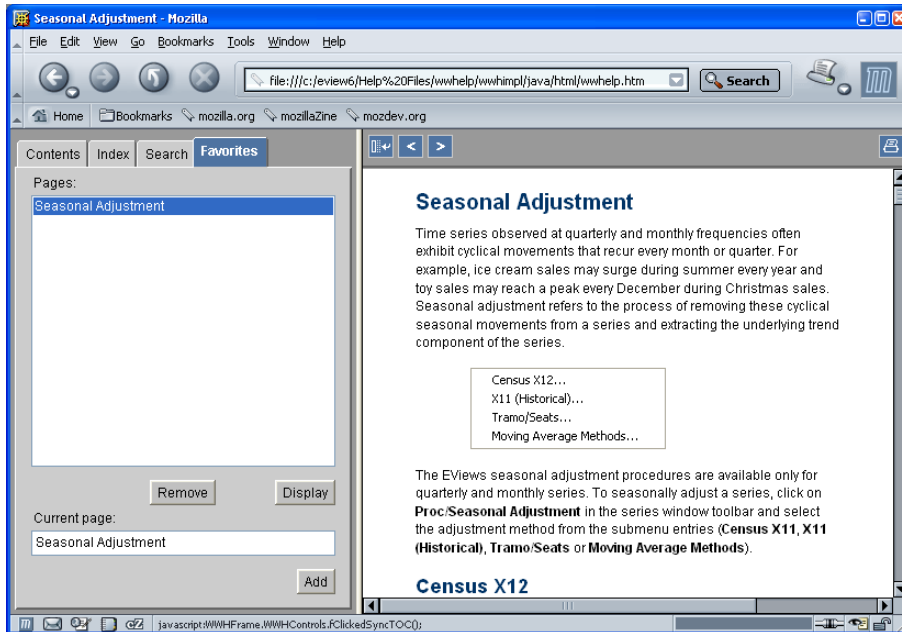 Seasonal Adjustment - Mozilla
File Edit View Go Bookmarks Tools Window Help
file:///c:/eview6/Help%20Files/wwhelp/wwhimpl/java/html/wwhelp.htm Search
Home Bookmarks mozilla.org mozillaZine mozdev.org
Contents Index Search Favorites
Pages:
Seasonal Adjustment
Remove Display
Current page:
Seasonal Adjustment
Add
Seasonal Adjustment
Time series observed at quarterly and monthly frequencies often
exhibit cyclical movements that recur every month or quarter. For
example, ice cream sales may surge during summer every year and
toy sales may reach a peak every December during Christmas sales.
Seasonal adjustment refers to the process of removing these cyclical
seasonal movements from a series and extracting the underlying trend
component of the series.
Census X12...
X11 (Historical)...
Tramo/Seats...
Moving Average Methods...
The EViews seasonal adjustment procedures are available only for
quarterly and monthly series. To seasonally adjust a series, click on
Proc/Seasonal Adjustment in the series window toolbar and select
the adjustment method from the submenu entries (Census X11, X11
(Historical), Tramo/Seats or Moving Average Methods).
Census X12
javascript:WWHFrame.WWHControls.fClickedSyncTOC();